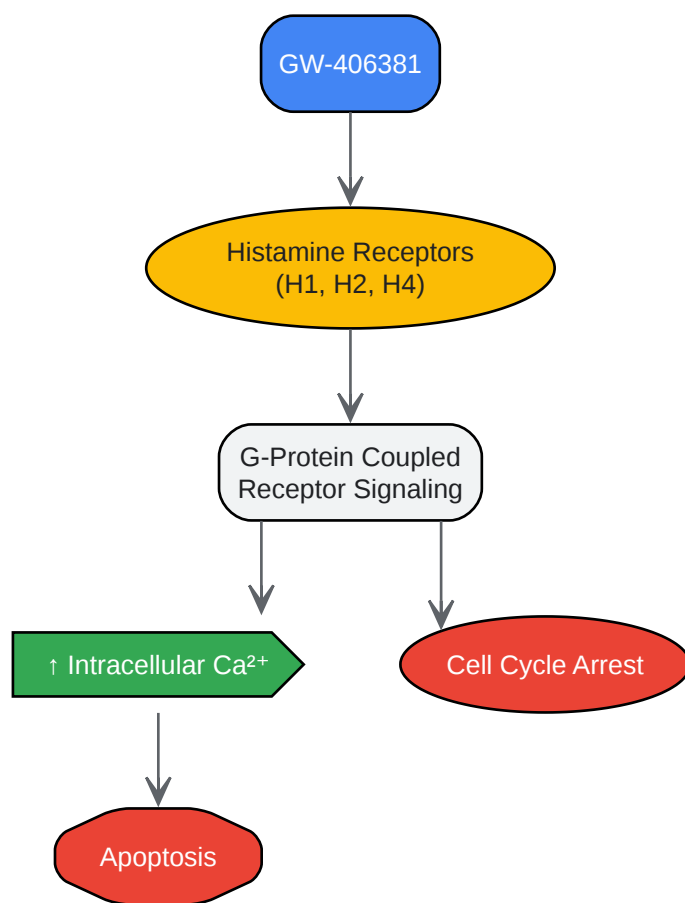 GW-406381
Histamine Receptors
(H1, H2, H4)
G-Protein Coupled
Receptor Signaling
↑ Intracellular Ca²⁺
Cell Cycle Arrest
Apoptosis